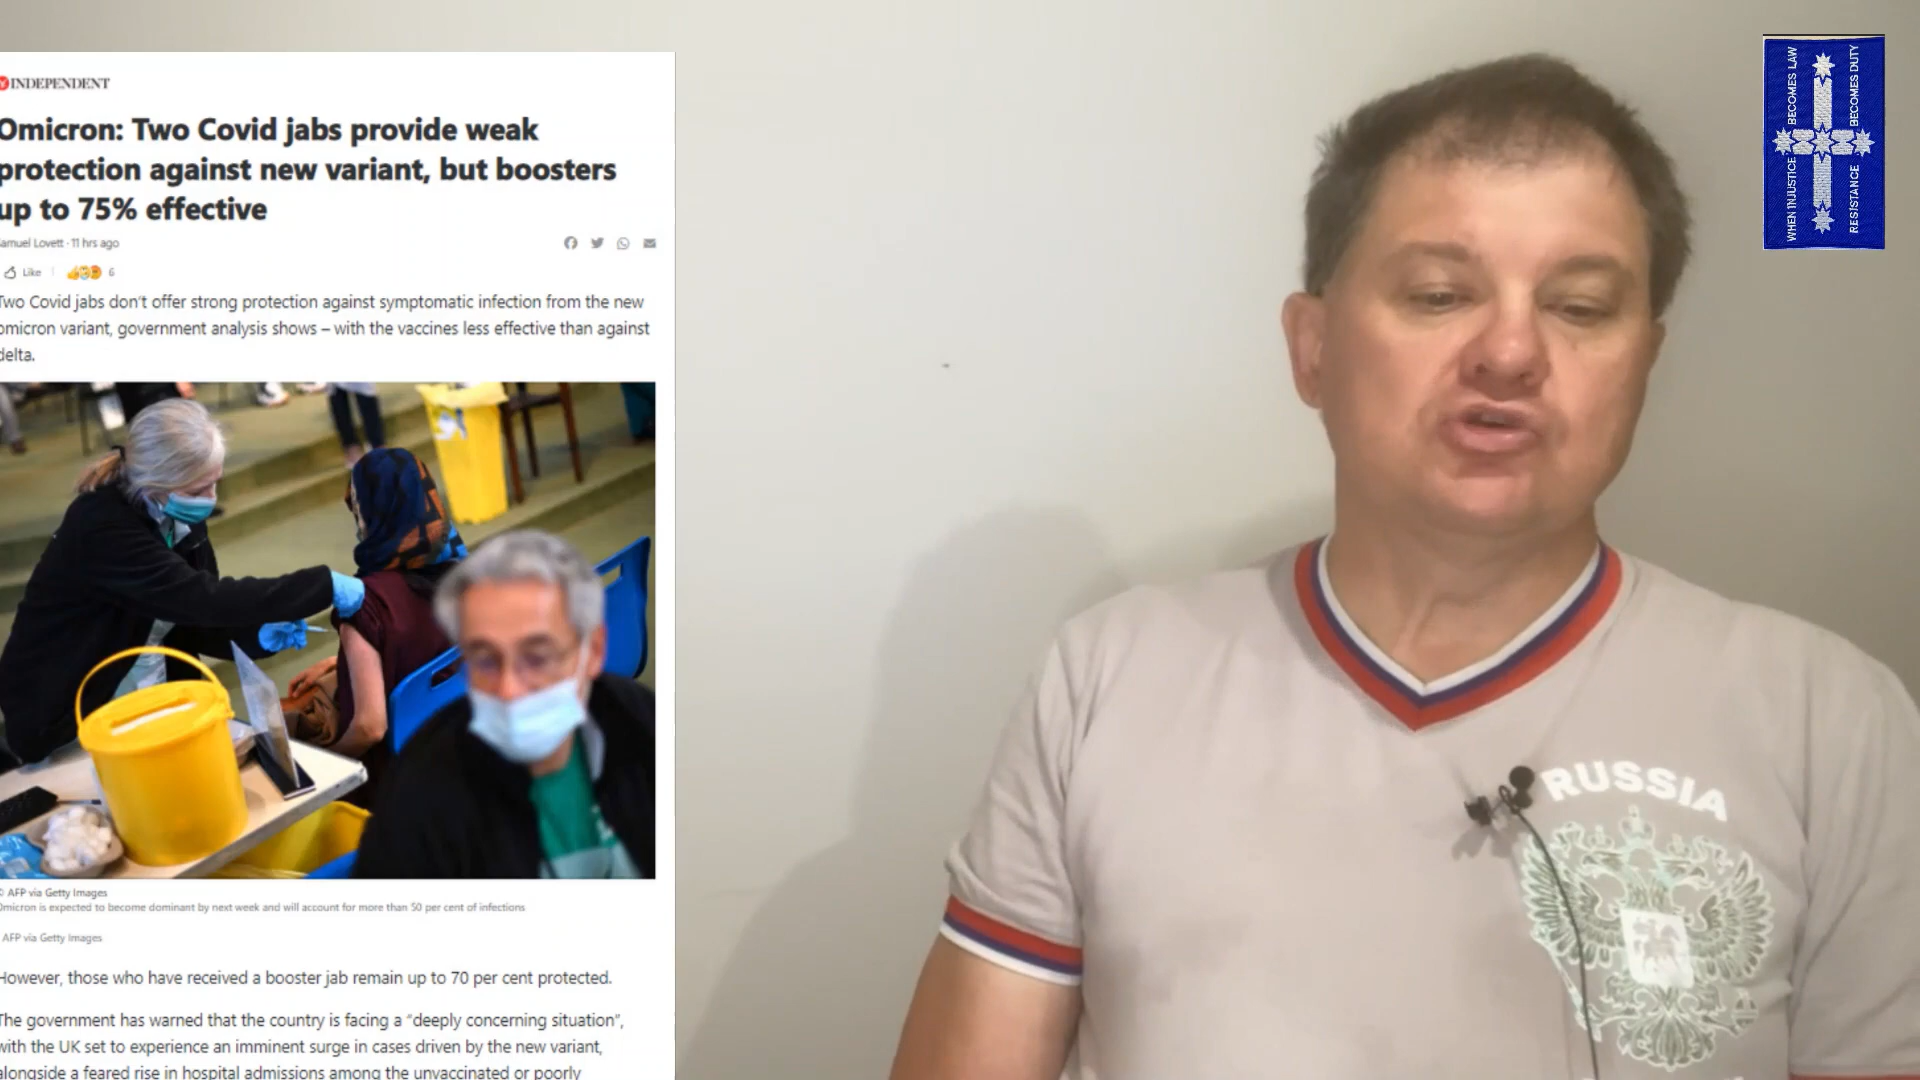 INDEPENDENT
Omicron: Two Covid jabs provide weak
protection against new variant, but boosters
up to 75% effective
amuel Lovett · 11 hrs ago
Like
6
Two Covid jabs don't offer strong protection against symptomatic infection from the new
omicron variant, government analysis shows – with the vaccines less effective than against
delta.
© AFP via Getty Images
Omicron is expected to become dominant by next week and will account for more than 50 per cent of infections
AFP via Getty Images
However, those who have received a booster jab remain up to 70 per cent protected.
The government has warned that the country is facing a "deeply concerning situation",
with the UK set to experience an imminent surge in cases driven by the new variant,
alongside a feared rise in hospital admissions among the unvaccinated or poorly
WHEN INJUSTICE BECOMES LAW
RESISTANCE BECOMES DUTY
RUSSIA